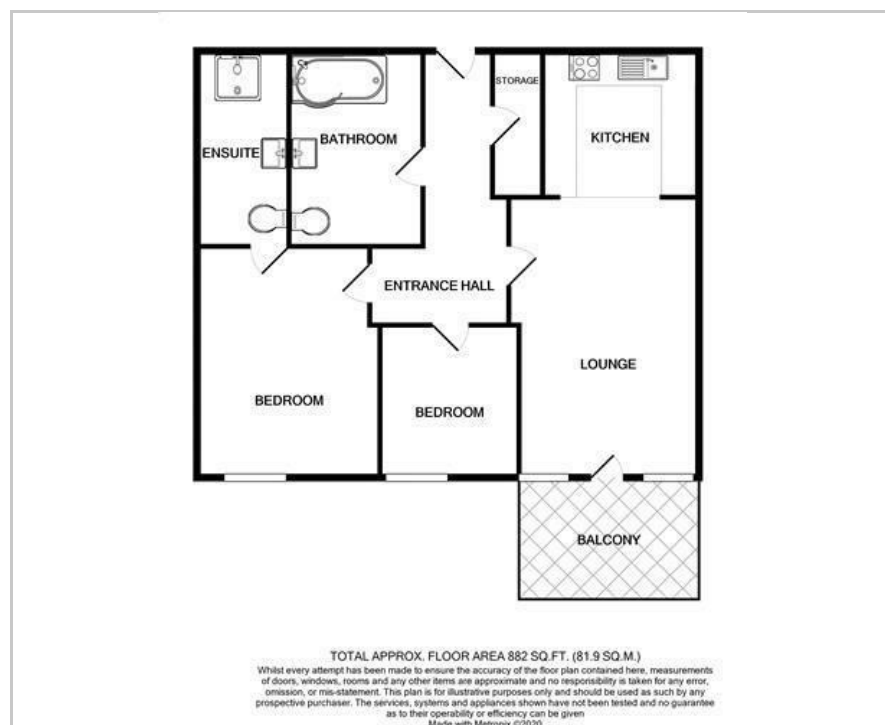 STORAGE
KITCHEN
BATHROOM
ENSUITE
ENTRANCE HALL
LOUNGE
BEDROOM
BEDROOM
BALCONY
TOTAL APPROX. FLOOR AREA 882 SQ.FT. (81.9 SQ.M.)
Whilst every attempt has been made to ensure the accuracy of the floor plan contained here, measurements
of doors, windows, rooms and any other items are approximate and no responsibility is taken for any error,
omission, or mis-statement. This plan is for illustrative purposes only and should be used as such by any
prospective purchaser. The services, systems and appliances shown have not been tested and no guarantee
as to their operability or efficiency can be given
Made with Metropix ©2020